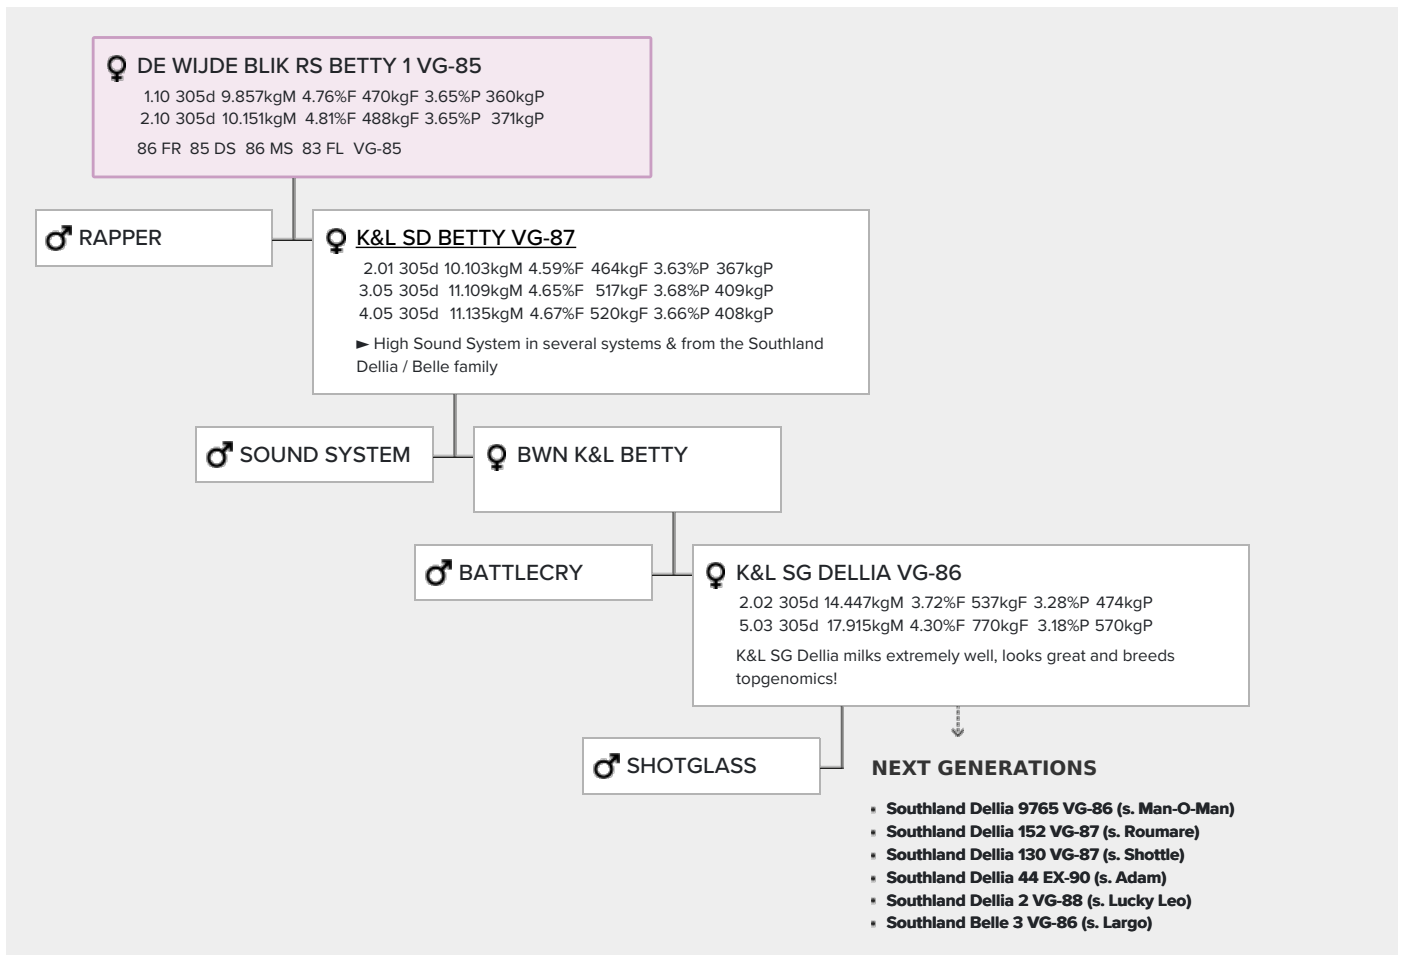 DE WIJDE BLIK RS BETTY 1 VG-85
1.10 305d 9.857kgM 4.76%F 470kgF 3.65%P 360kgP
2.10 305d 10.151kgM 4.81%F 488kgF 3.65%P 371kgP
86 FR 85 DS 86 MS 83 FL VG-85
RAPPER
K&L SD BETTY VG-87
2.01 305d 10.103kgM 4.59%F 464kgF 3.63%P 367kgP
3.05 305d 11.109kgM 4.65%F 517kgF 3.68%P 409kgP
4.05 305d 11.135kgM 4.67%F 520kgF 3.66%P 408kgP
► High Sound System in several systems & from the Southland
Dellia / Belle family
SOUND SYSTEM
BWN K&L BETTY
BATTLECRY
K&L SG DELLIA VG-86
2.02 305d 14.447kgM 3.72%F 537kgF 3.28%P 474kgP
5.03 305d 17.915kgM 4.30%F 770kgF 3.18%P 570kgP
K&L SG Dellia milks extremely well, looks great and breeds
topgenomics!
SHOTGLASS
NEXT GENERATIONS
▪ Southland Dellia 9765 VG-86 (s. Man-O-Man)
▪ Southland Dellia 152 VG-87 (s. Roumare)
▪ Southland Dellia 130 VG-87 (s. Shottle)
▪ Southland Dellia 44 EX-90 (s. Adam)
▪ Southland Dellia 2 VG-88 (s. Lucky Leo)
▪ Southland Belle 3 VG-86 (s. Largo)